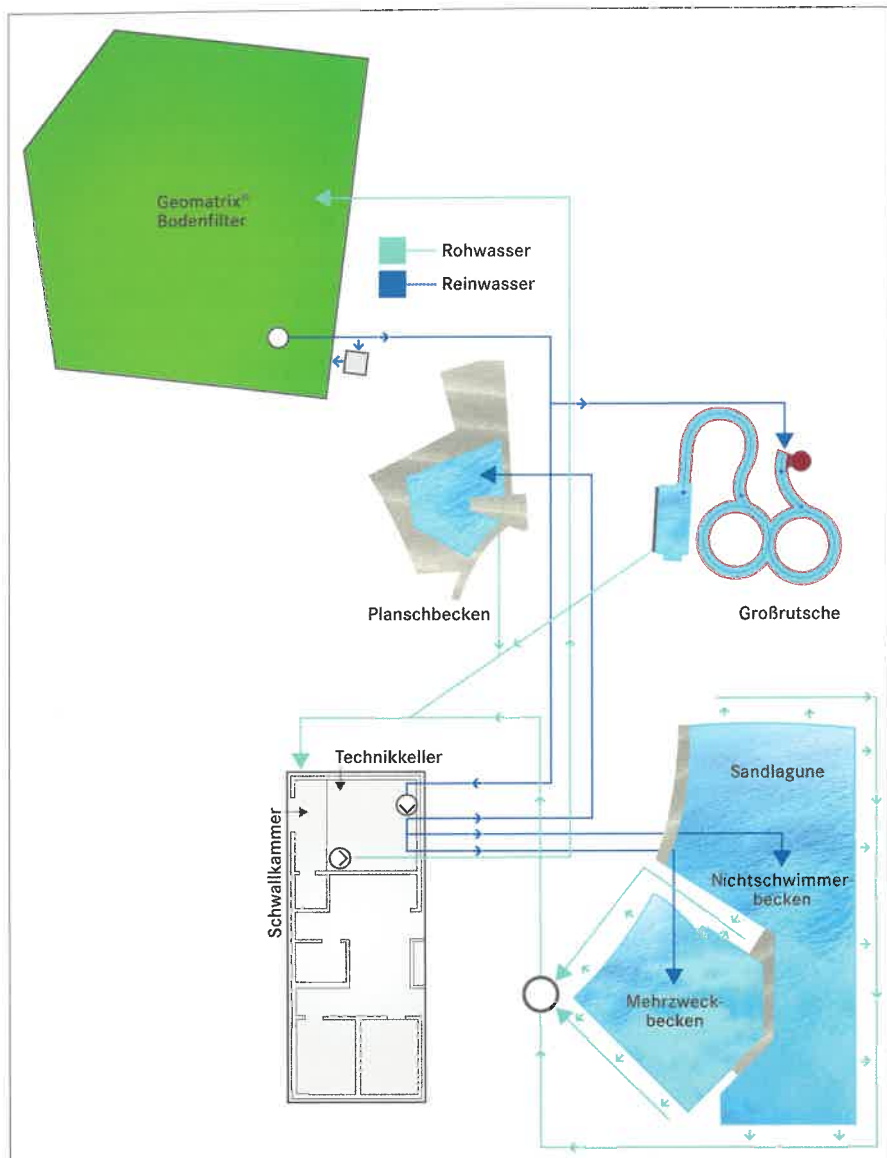 Geomatrix®
Bodenfilter
Rohwasser
Reinwasser
Planschbecken
Großrutsche
Technikkeller
Schwallkammer
Sandlagune
Nichtschwimmer-
becken
Mehrzweck-
becken